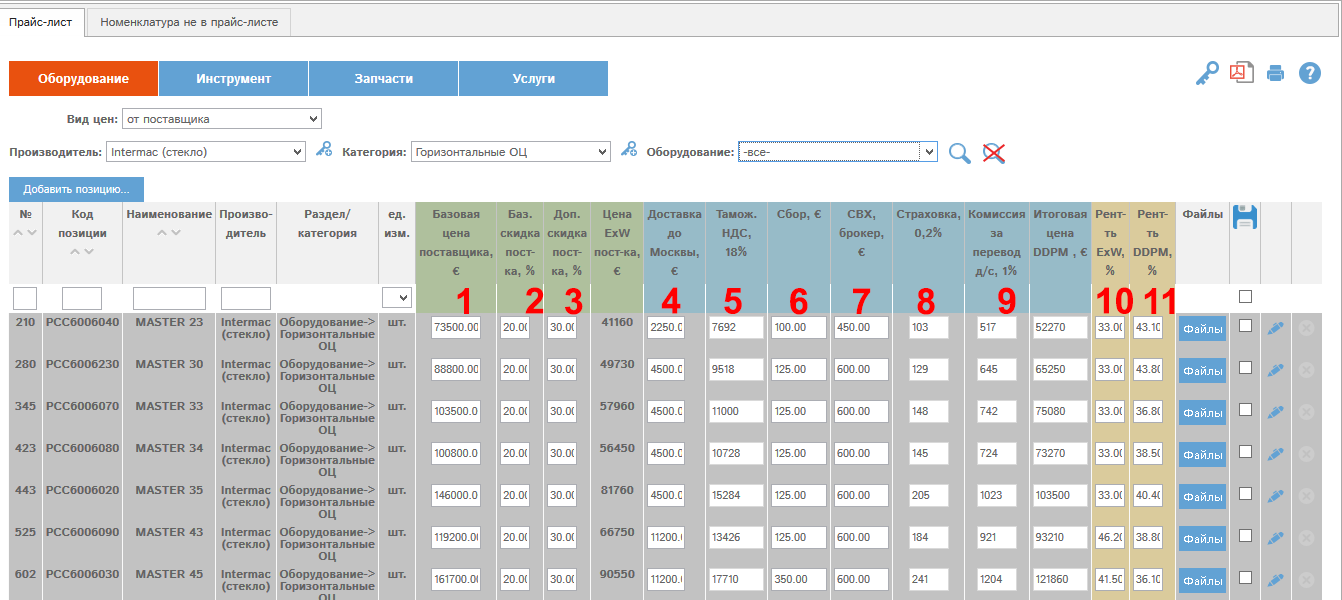 Прайс-лист
Номенклатура не в прайс-листе
Оборудование
Инструмент
Запчасти
Услуги
?
Вид цен: от поставщика
Производитель: Intermac (стекло) Категория: Горизонтальные ОЦ Оборудование: -все-
Добавить позицию...
№
Код
позиции
Наименование
Произво-
дитель
Раздел/
категория
ед.
изм.
Базовая
цена
поставщика,
€
Баз.
скидка
пост-
ка, %
Доп.
скидка
пост-
ка, %
Цена
ExW
пост-ка,
€
Доставка
до
Москвы,
€
Тамож.
НДС,
18%
Сбор, €
СВХ,
брокер,
€
Страховка,
0,2%
Комиссия
за
перевод
д/с, 1%
Итоговая
цена
DDPM , €
Рент-
ть
ExW,
%
Рент-
ть
DDPM,
%
Файлы
1 2 3 4 5 6 7 8 9 10 11
210 PCC6006040 MASTER 23 Intermac Оборудование-> шт. 73500.00 20.00 30.00 41160 2250.0 7692 100.00 450.00 103 517 52270 33.00 43.10 Файлы
(стекло) Горизонтальные
ОЦ
280 PCC6006230 MASTER 30 Intermac Оборудование-> шт. 88800.00 20.00 30.00 49730 4500.0 9518 125.00 600.00 129 645 65250 33.00 43.80 Файлы
(стекло) Горизонтальные
ОЦ
345 PCC6006070 MASTER 33 Intermac Оборудование-> шт. 103500.0 20.00 30.00 57960 4500.0 11000 125.00 600.00 148 742 75080 33.00 36.80 Файлы
(стекло) Горизонтальные
ОЦ
423 PCC6006080 MASTER 34 Intermac Оборудование-> шт. 100800.0 20.00 30.00 56450 4500.0 10728 125.00 600.00 145 724 73270 33.00 38.50 Файлы
(стекло) Горизонтальные
ОЦ
443 PCC6006020 MASTER 35 Intermac Оборудование-> шт. 146000.0 20.00 30.00 81760 4500.0 15284 125.00 600.00 205 1023 103500 33.00 40.40 Файлы
(стекло) Горизонтальные
ОЦ
525 PCC6006090 MASTER 43 Intermac Оборудование-> шт. 119200.00 20.00 30.00 66750 11200. 13426 125.00 600.00 184 921 93210 46.20 38.80 Файлы
(стекло) Горизонтальные
ОЦ
602 PCC6006030 MASTER 45 Intermac Оборудование-> шт. 161700.00 20.00 30.00 90550 11200. 17710 350.00 600.00 241 1204 121860 41.50 36.10 Файлы
(стекло) Горизонтальные
ОЦ